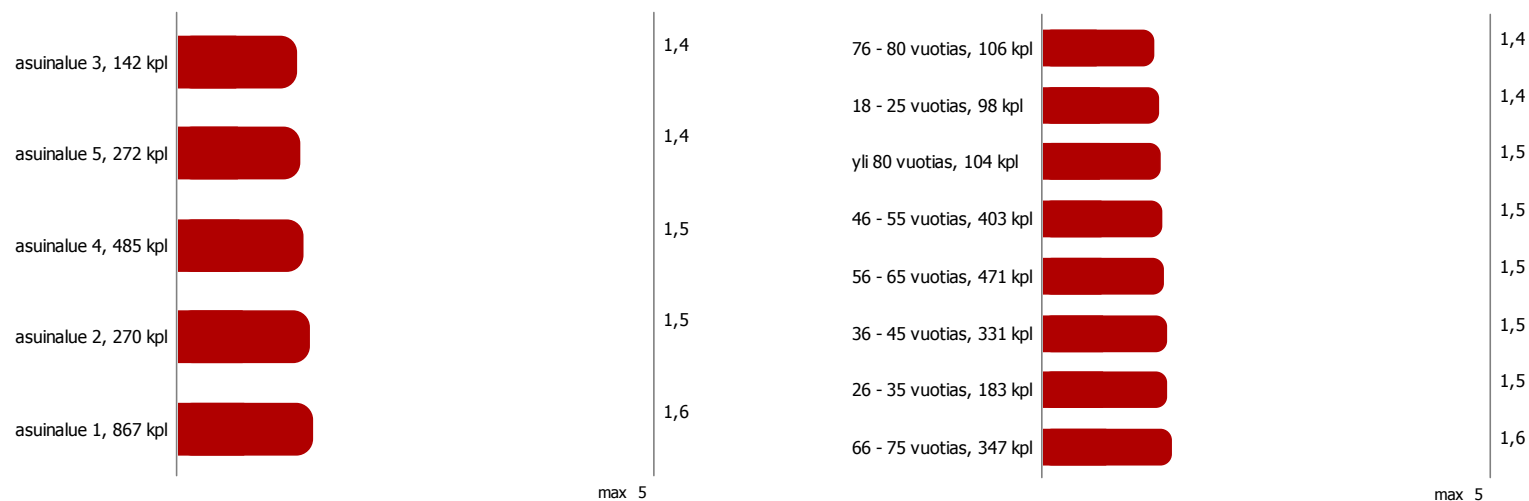 asuinalue 3, 142 kpl 1,4
asuinalue 5, 272 kpl 1,4
asuinalue 4, 485 kpl 1,5
asuinalue 2, 270 kpl 1,5
asuinalue 1, 867 kpl 1,6
max 5
76 - 80 vuotias, 106 kpl 1,4
18 - 25 vuotias, 98 kpl 1,4
yli 80 vuotias, 104 kpl 1,5
46 - 55 vuotias, 403 kpl 1,5
56 - 65 vuotias, 471 kpl 1,5
36 - 45 vuotias, 331 kpl 1,5
26 - 35 vuotias, 183 kpl 1,5
66 - 75 vuotias, 347 kpl 1,6
max 5